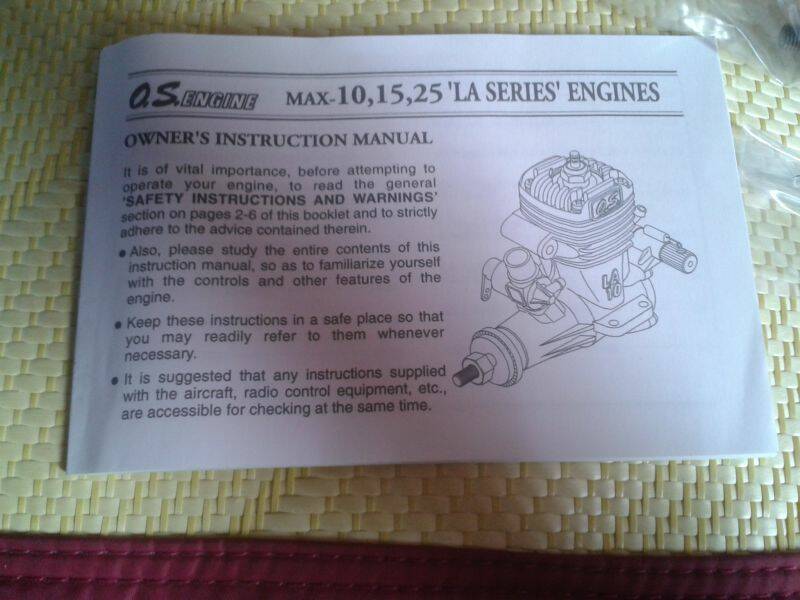 O.S. ENGINE MAX-10,15,25 'LA SERIES' ENGINES
OWNER'S INSTRUCTION MANUAL
It is of vital importance, before attempting to
operate your engine, to read the general
'SAFETY INSTRUCTIONS AND WARNINGS'
section on pages 2-6 of this booklet and to strictly
adhere to the advice contained therein.
● Also, please study the entire contents of this
instruction manual, so as to familiarize yourself
with the controls and other features of the
engine.
● Keep these instructions in a safe place so that
you may readily refer to them whenever
necessary.
● It is suggested that any instructions supplied
with the aircraft, radio control equipment, etc.,
are accessible for checking at the same time.
O.S.
LA
10